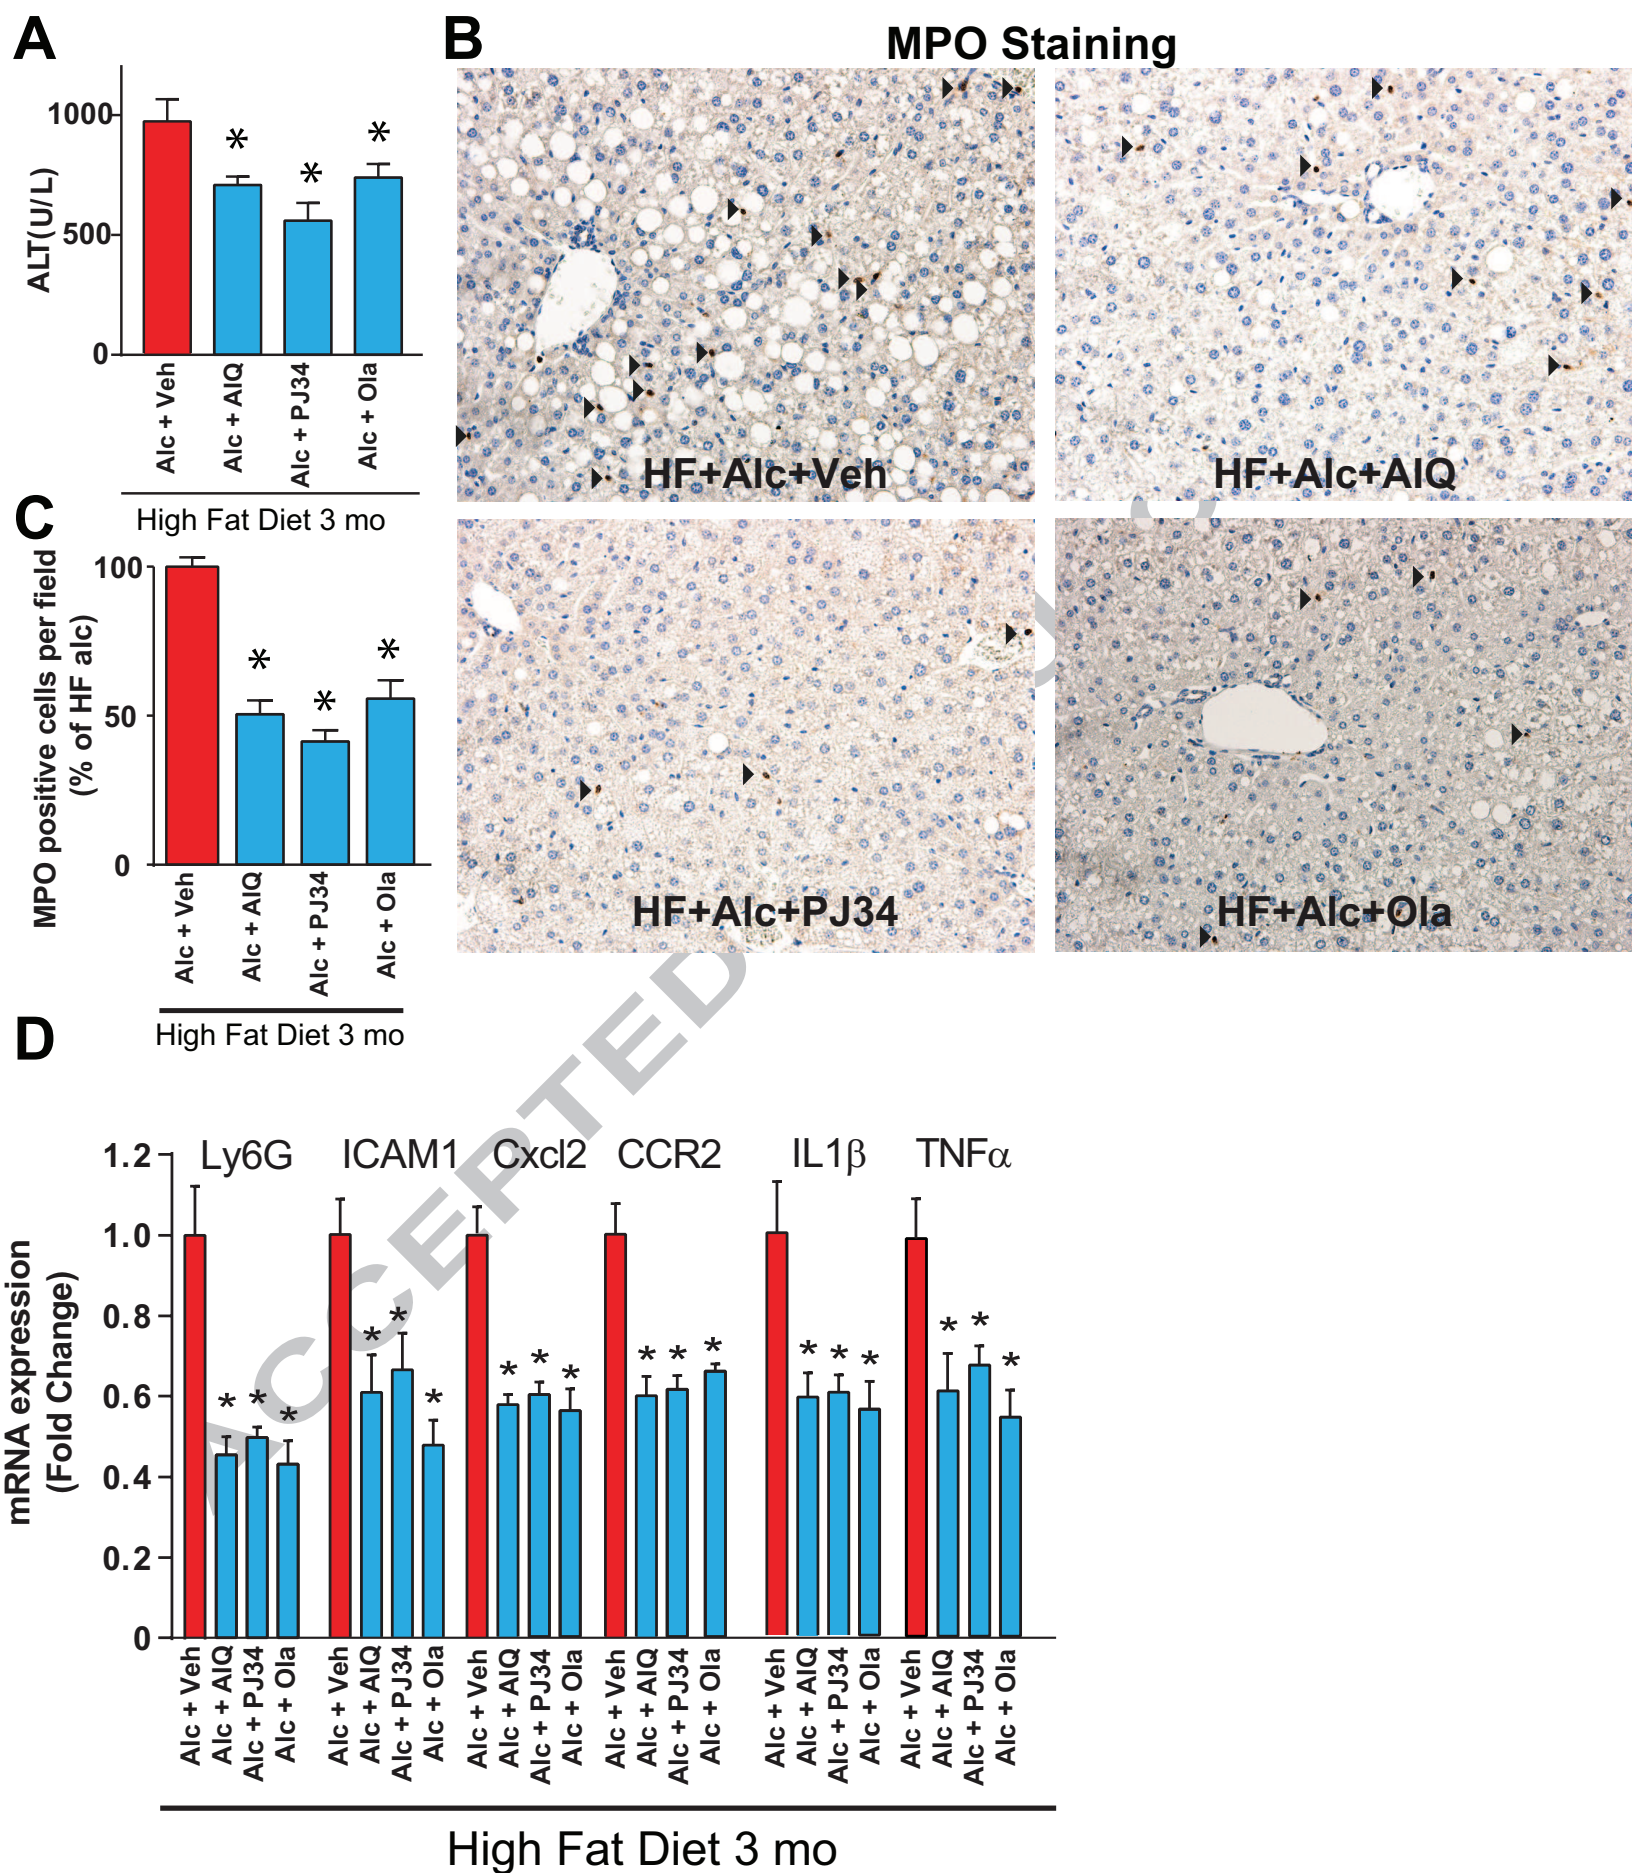 A
ALT(U/L)
1000
500
0
Alc + Veh
Alc + AIQ
Alc + PJ34
Alc + Ola
High Fat Diet 3 mo
B
MPO Staining
HF+Alc+Veh
HF+Alc+AIQ
HF+Alc+PJ34
HF+Alc+Ola
C
MPO positive cells per field
(% of HF alc)
100
50
0
*
*
*
*
*
*
Alc + Veh
Alc + AIQ
Alc + PJ34
Alc + Ola
High Fat Diet 3 mo
D
mRNA expression
(Fold Change)
1.2
1.0
0.8
0.6
0.4
0.2
0
Ly6G
ICAM1
Cxcl2
CCR2
IL1β
TNFα
* * *
* * *
* * *
* * *
* * *
* * *
Alc + Veh
Alc + AIQ
Alc + PJ34
Alc + Ola
Alc + Veh
Alc + AIQ
Alc + PJ34
Alc + Ola
Alc + Veh
Alc + AIQ
Alc + PJ34
Alc + Ola
Alc + Veh
Alc + AIQ
Alc + PJ34
Alc + Ola
Alc + Veh
Alc + AIQ
Alc + PJ34
Alc + Ola
Alc + Veh
Alc + AIQ
Alc + PJ34
Alc + Ola
High Fat Diet 3 mo
ACCEPTED